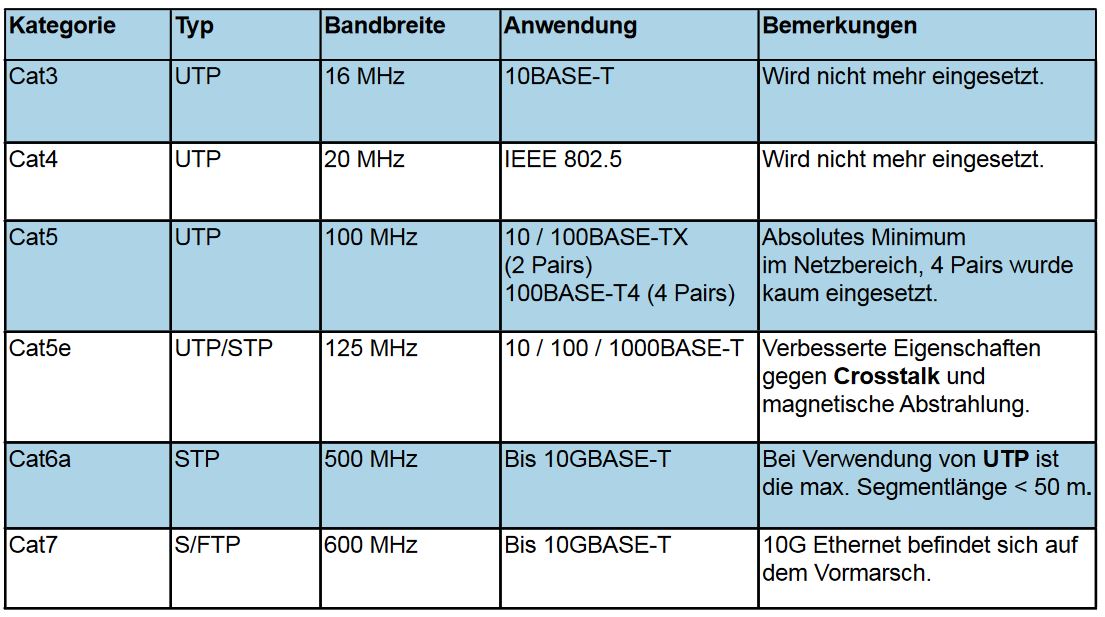 Kategorie Typ Bandbreite Anwendung Bemerkungen
Cat3 UTP 16 MHz 10BASE-T Wird nicht mehr eingesetzt.
Cat4 UTP 20 MHz IEEE 802.5 Wird nicht mehr eingesetzt.
Cat5 UTP 100 MHz 10 / 100BASE-TX Absolutes Minimum
(2 Pairs) im Netzbereich, 4 Pairs wurde
100BASE-T4 (4 Pairs) kaum eingesetzt.
Cat5e UTP/STP 125 MHz 10 / 100 / 1000BASE-T Verbesserte Eigenschaften
gegen Crosstalk und
magnetische Abstrahlung.
Cat6a STP 500 MHz Bis 10GBASE-T Bei Verwendung von UTP ist
die max. Segmentlänge < 50 m.
Cat7 S/FTP 600 MHz Bis 10GBASE-T 10G Ethernet befindet sich auf
dem Vormarsch.